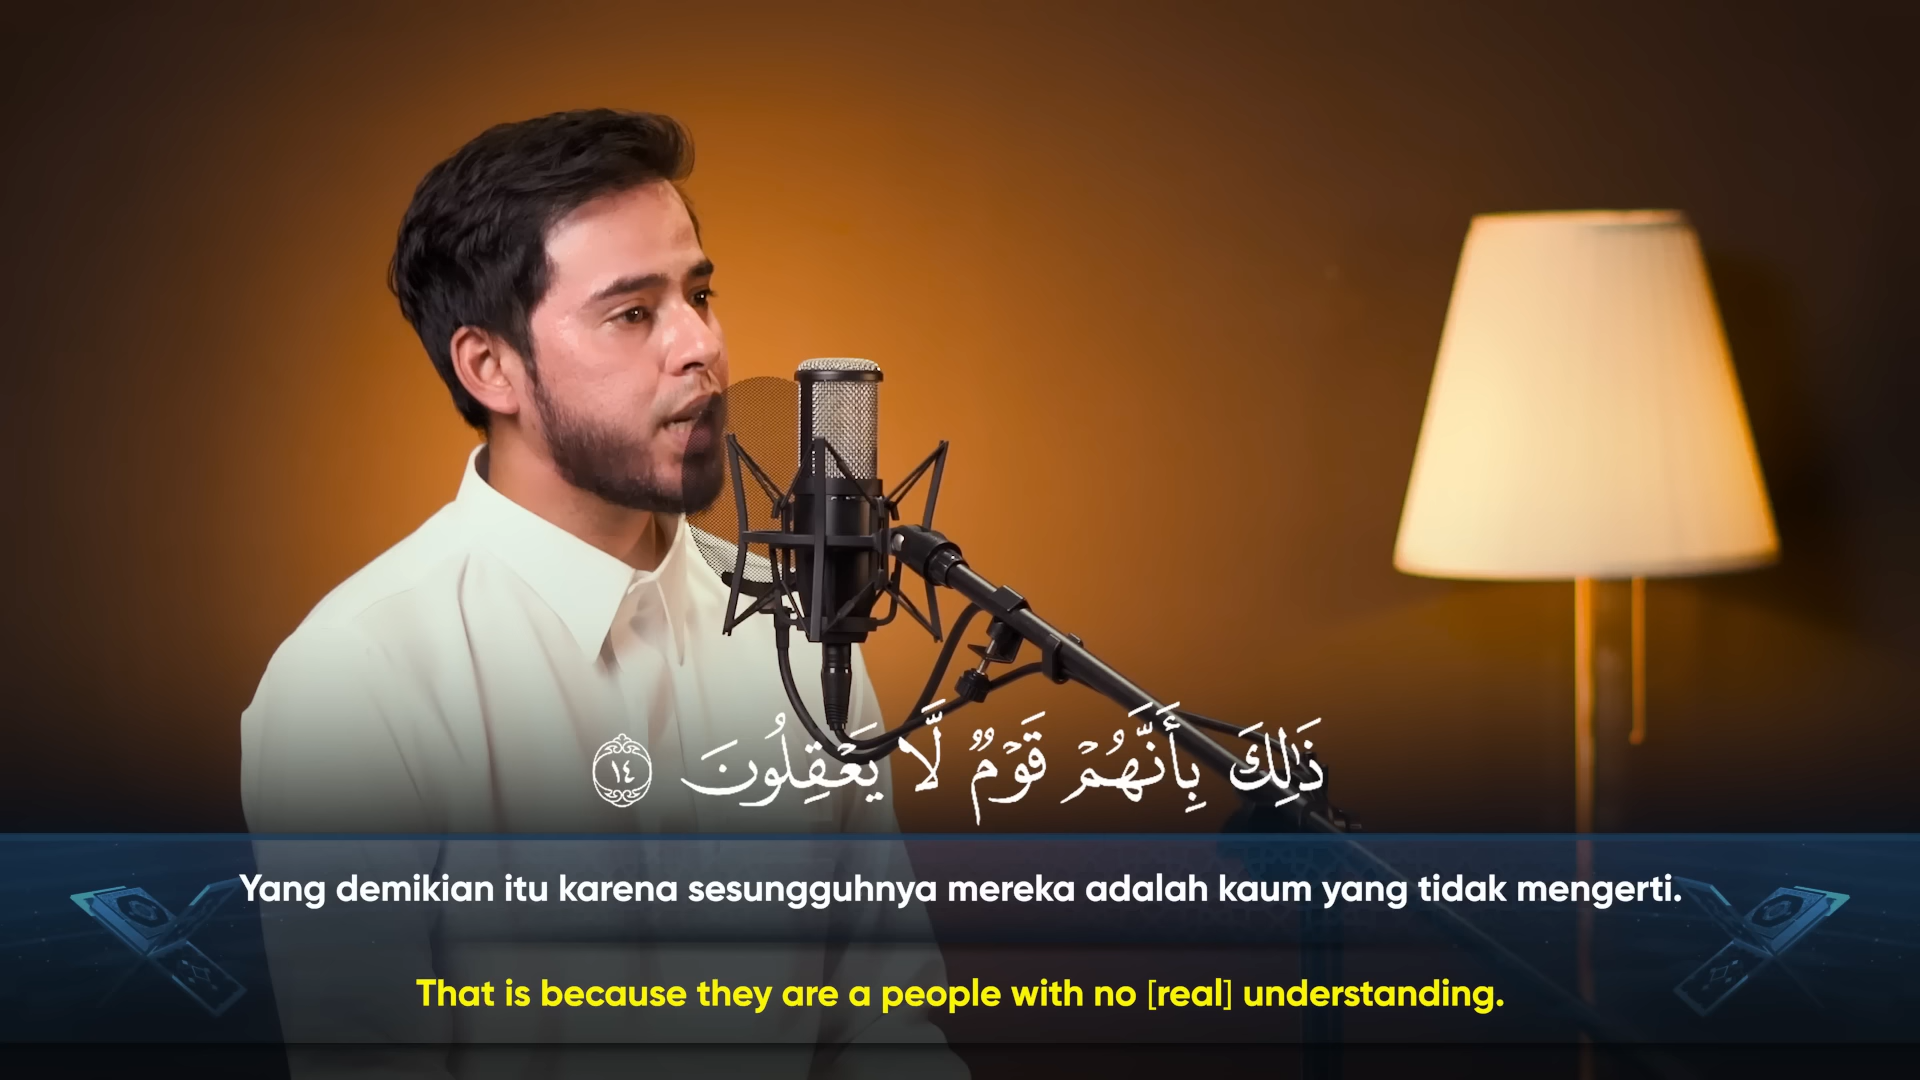 ذَٰلِكَ بِأَنَّهُمْ قَوْمٌ لَّا يَعْقِلُونَ ١٤
Yang demikian itu karena sesungguhnya mereka adalah kaum yang tidak mengerti.
That is because they are a people with no [real] understanding.